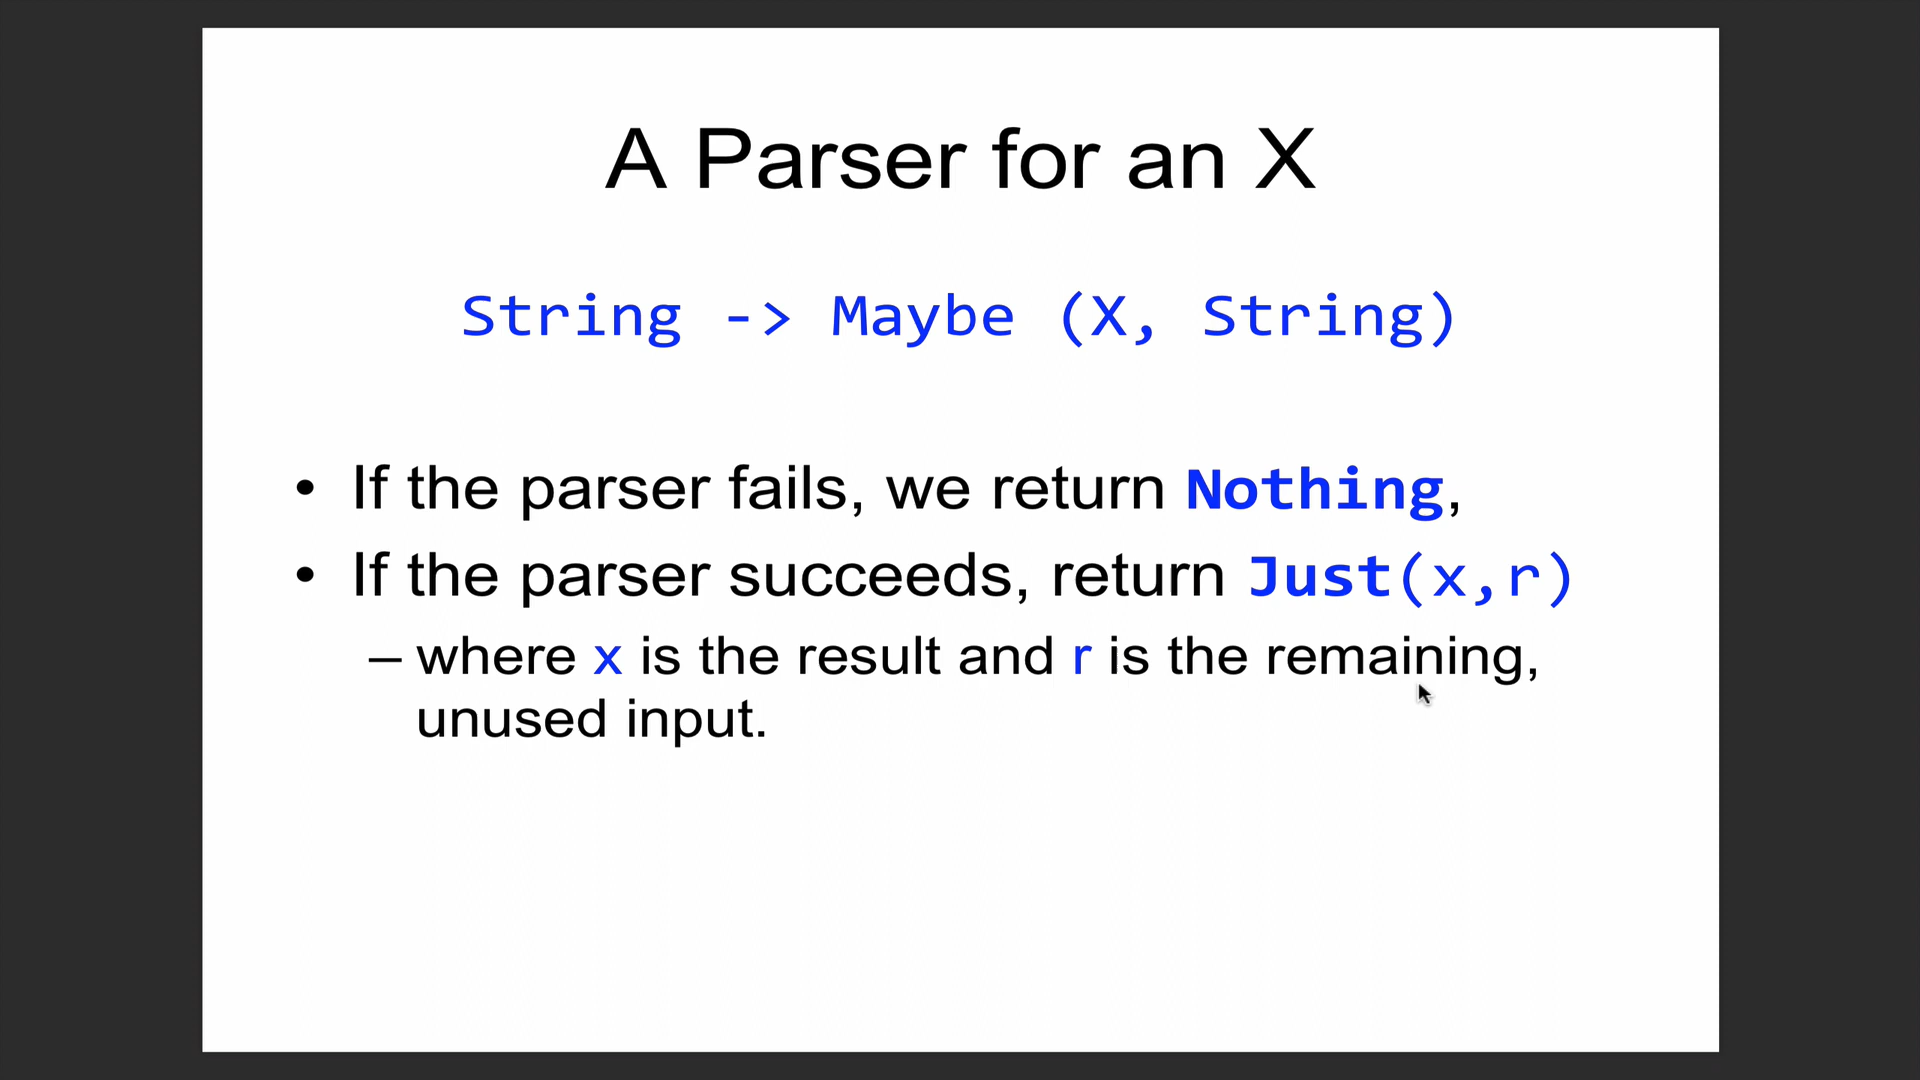 A Parser for an X
String -> Maybe (X, String)
• If the parser fails, we return Nothing,
• If the parser succeeds, return Just(x,r)
– where x is the result and r is the remaining,
unused input.